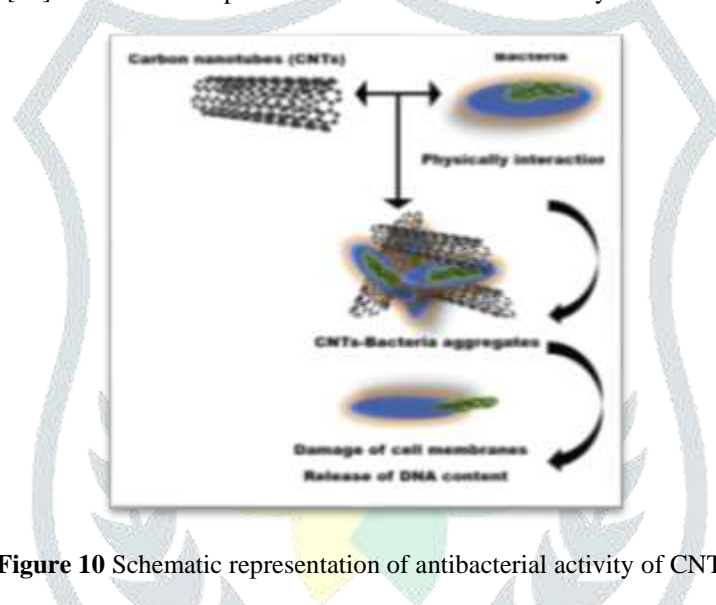 Carbon nanotubes (CNTs)
Bacteria
Physically interaction
CNTs-Bacteria aggregates
Damage of cell membranes
Release of DNA content
Figure 10 Schematic representation of antibacterial activity of CNT